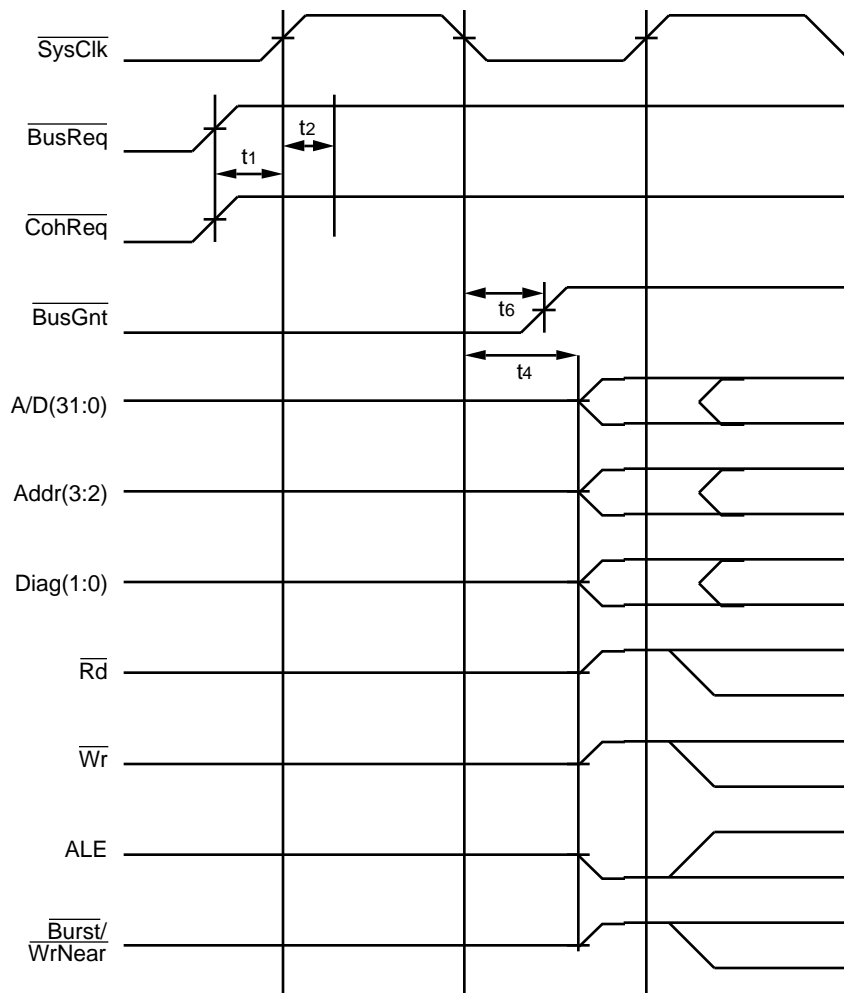 SysClk
BusReq
t2
t1
CohReq
BusGnt
t6
t4
A/D(31:0)
Addr(3:2)
Diag(1:0)
Rd
Wr
ALE
Burst/
WrNear